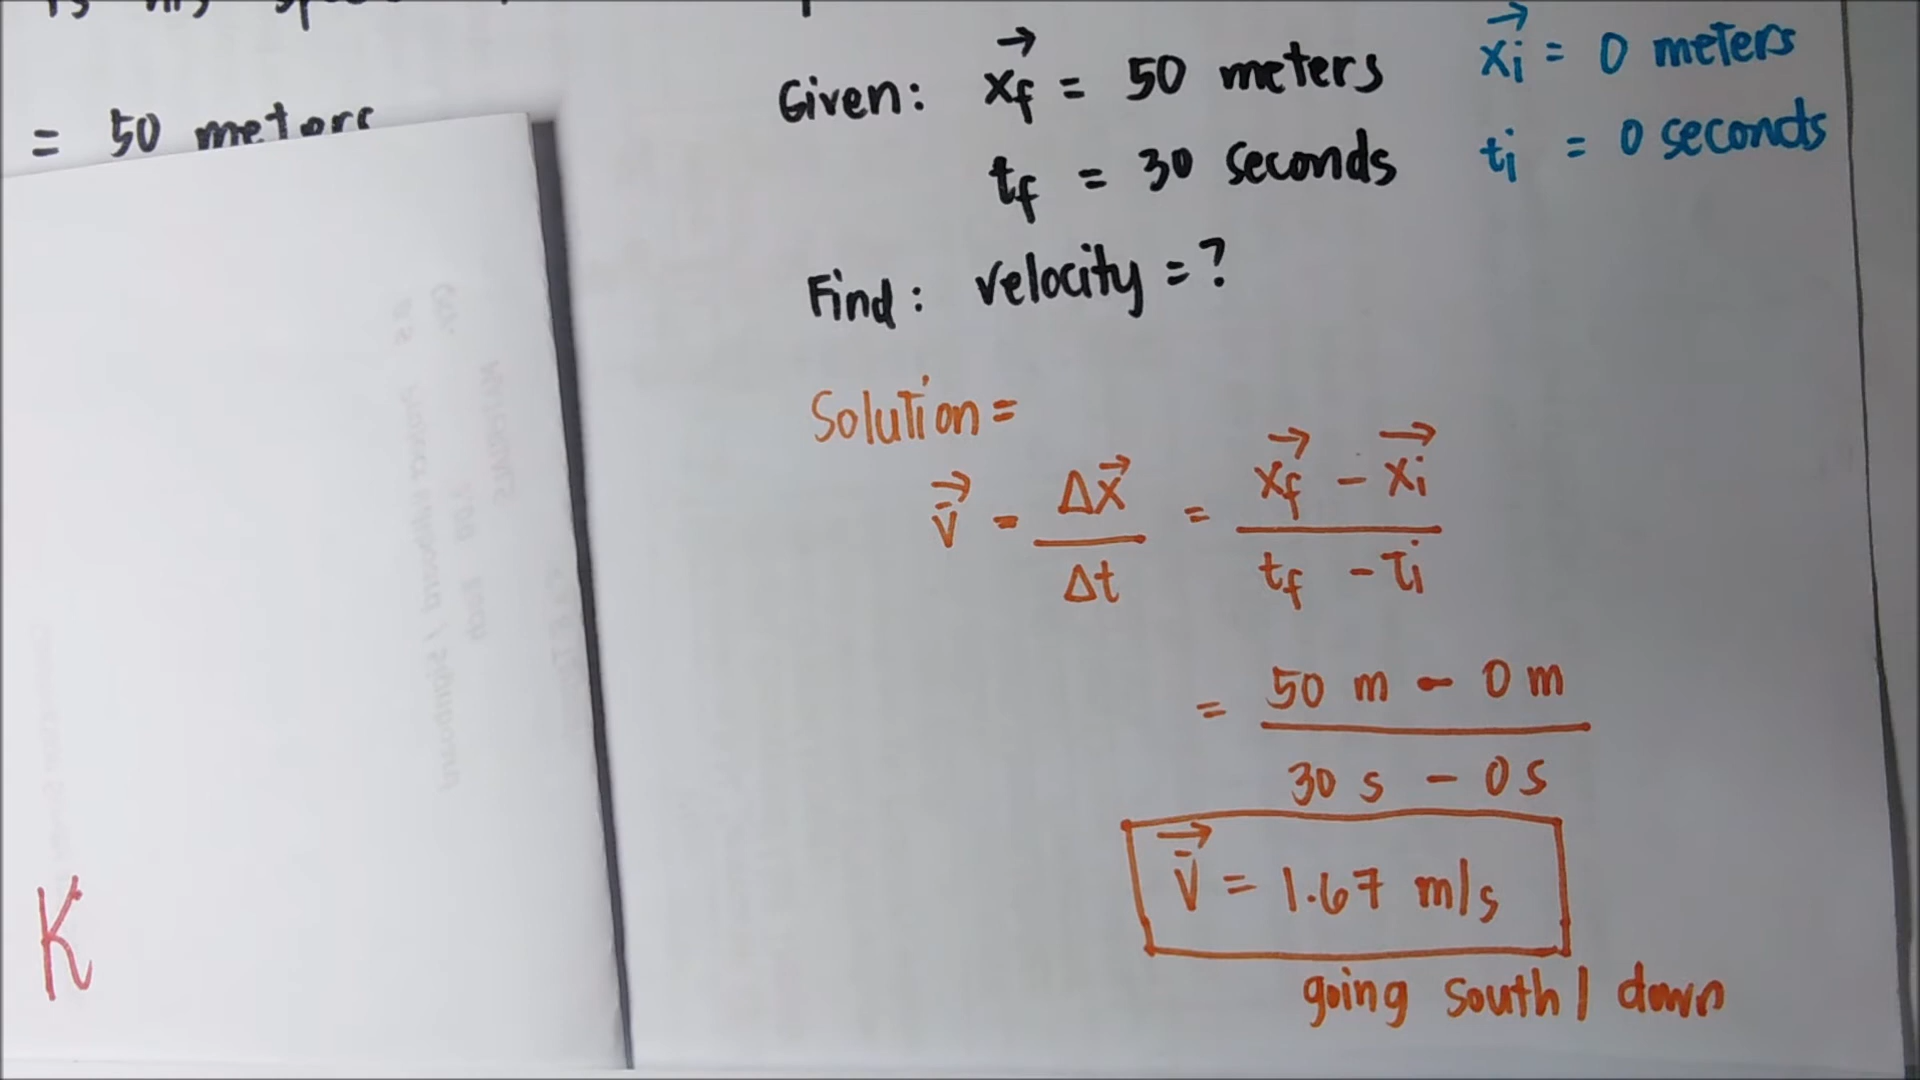 = 50 meters
Given: x⃗f = 50 meters x⃗i = 0 meters
tf = 30 seconds ti = 0 seconds
Find: velocity = ?
Solution =
v̄⃗ = Δx⃗ / Δt = x⃗f - x⃗i / tf - ti
= 50 m - 0 m / 30 s - 0 s
v̄⃗ = 1.67 m/s
going south / down
K